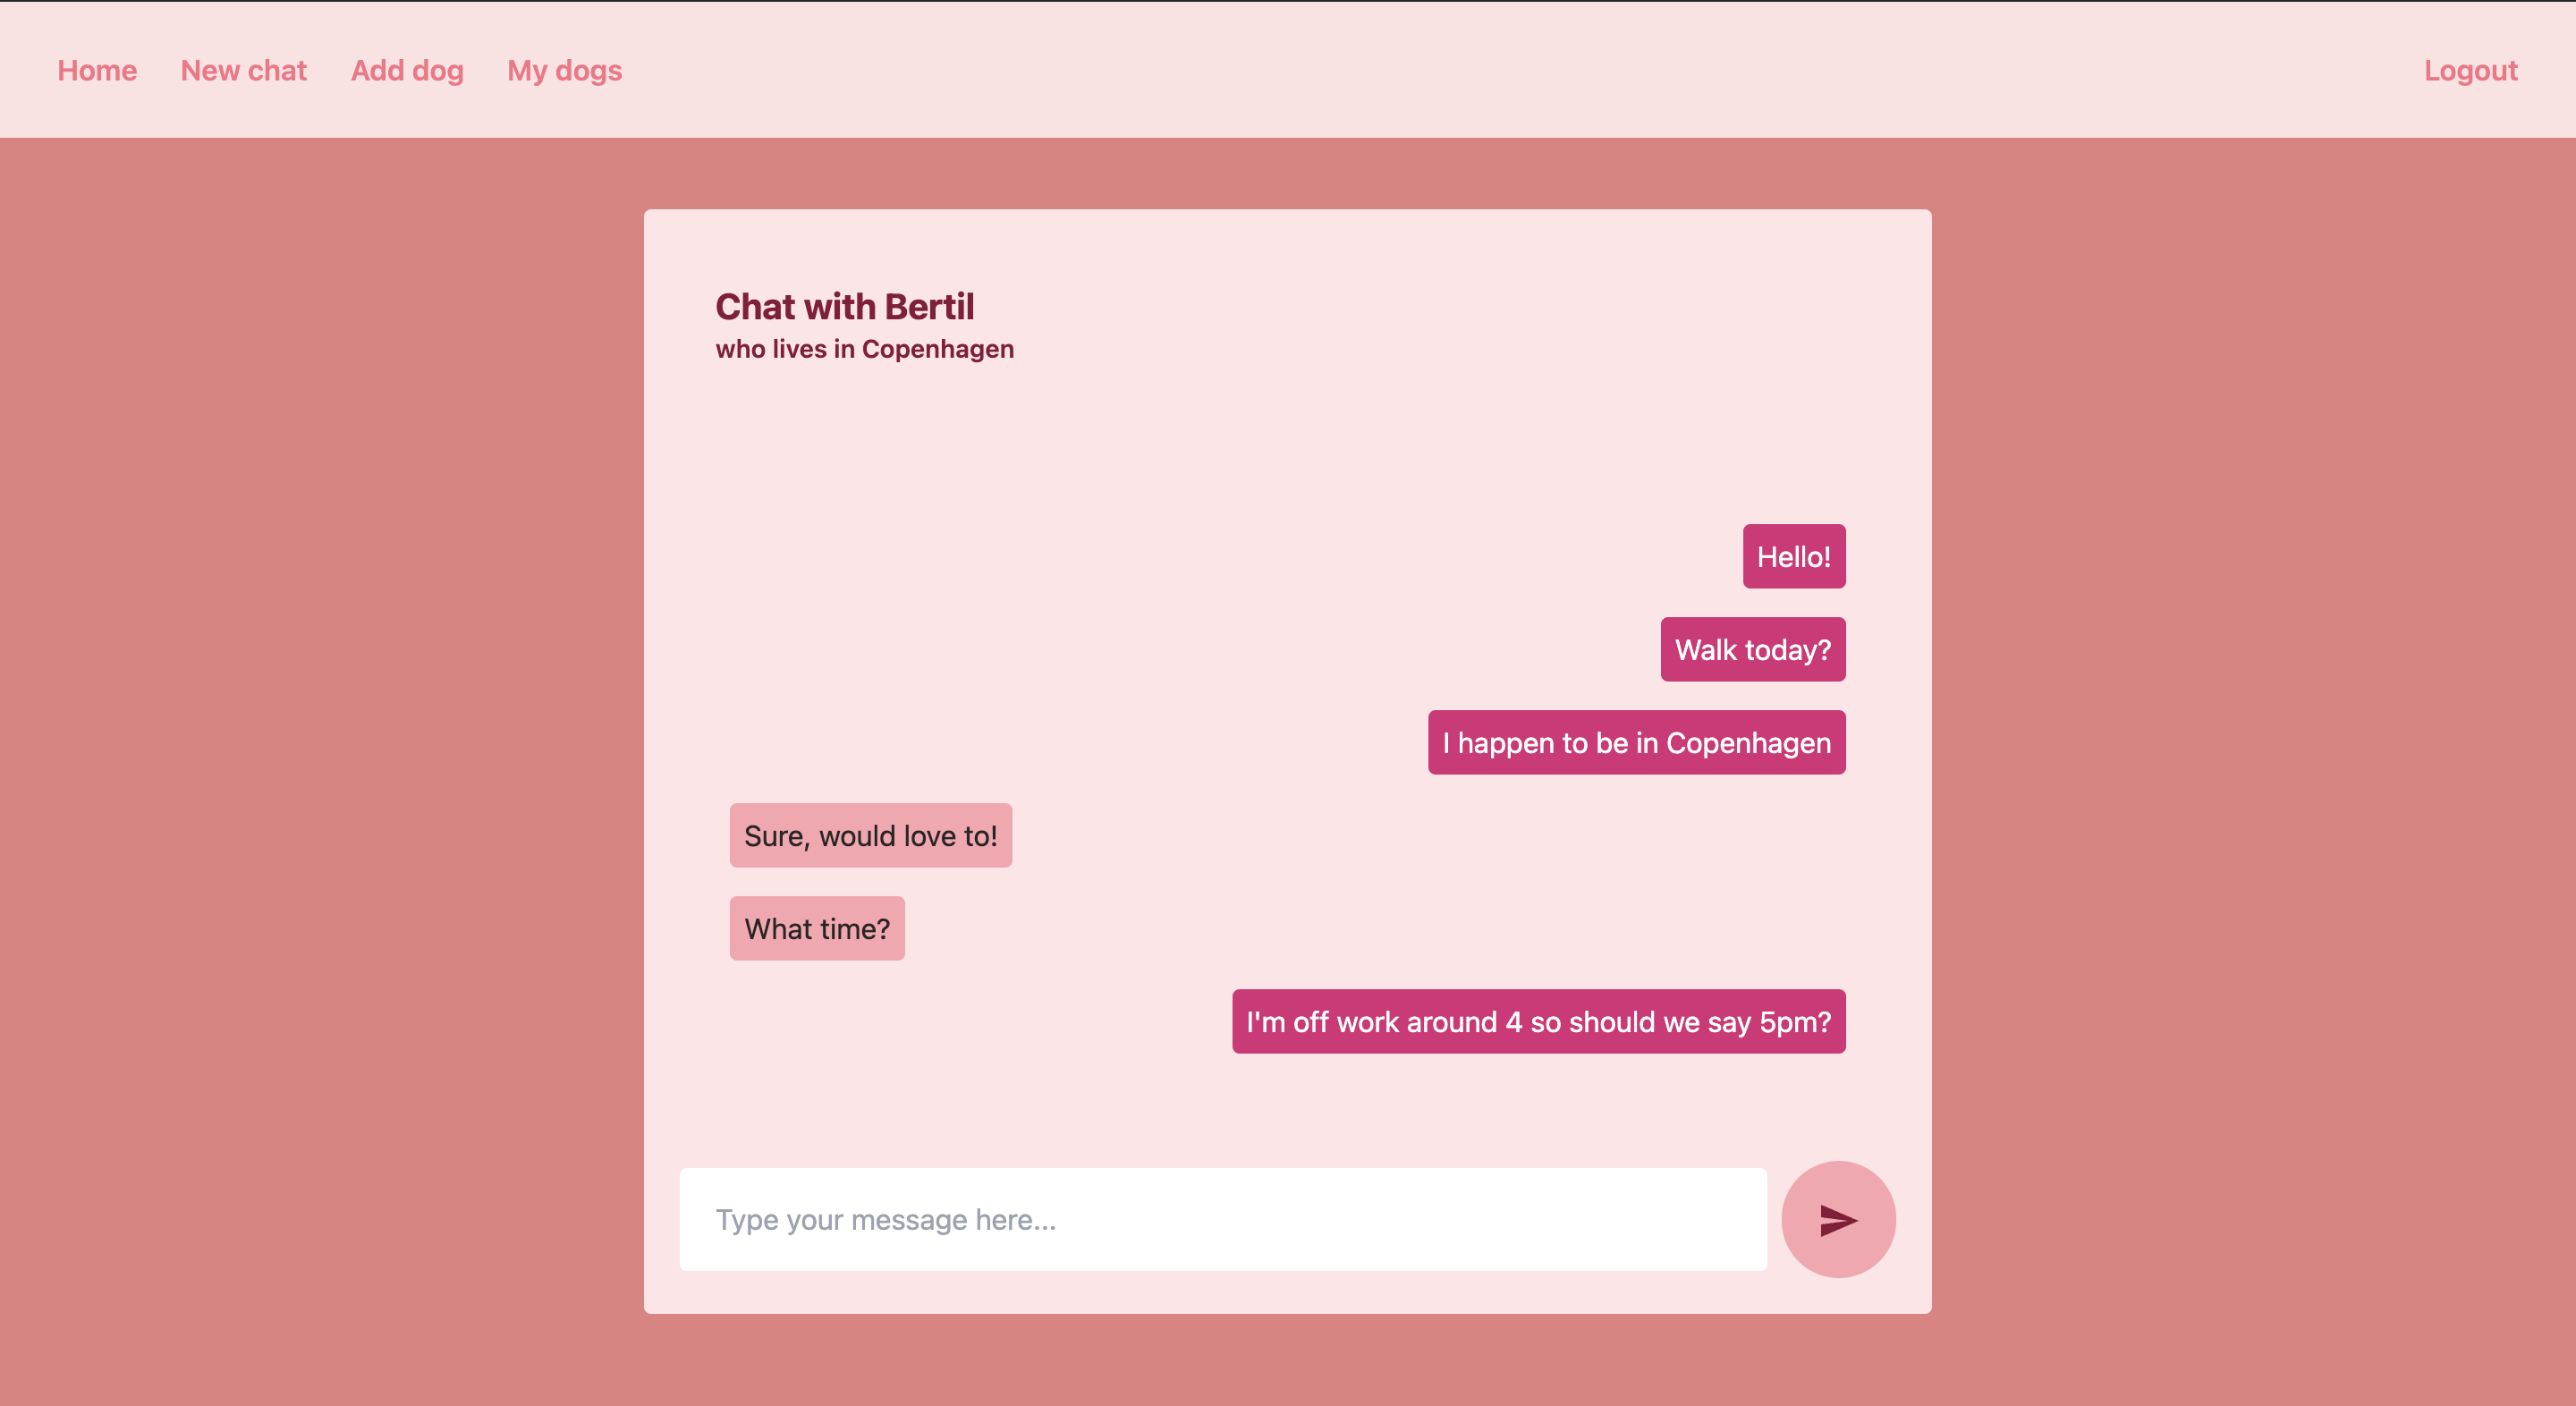 Home New chat Add dog My dogs Logout
Chat with Bertil
who lives in Copenhagen
Hello!
Walk today?
I happen to be in Copenhagen
Sure, would love to!
What time?
I'm off work around 4 so should we say 5pm?
Type your message here...